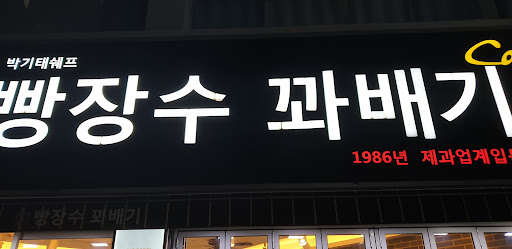 박기태쉐프
Co
빵장수 꽈배기
1986년 제과업계입
빵장수 꽈배기